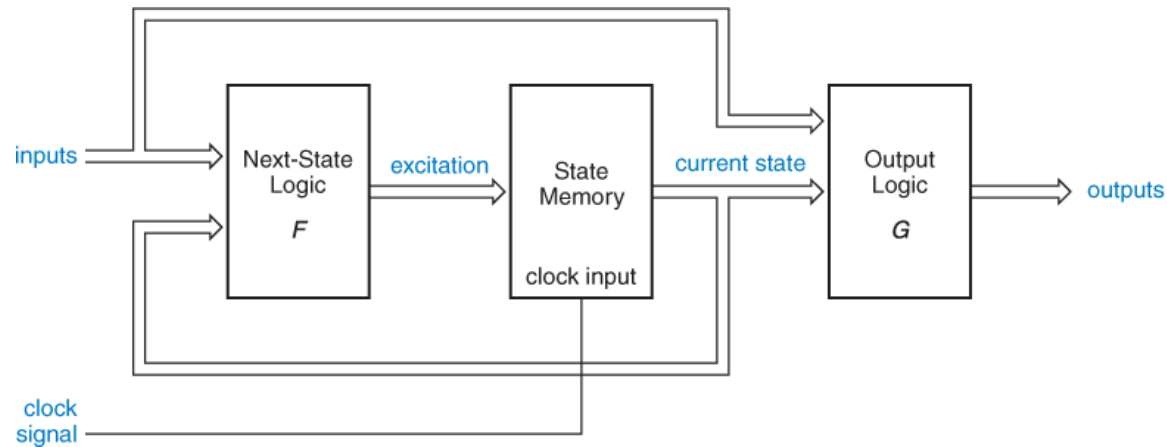 inputs
Next-State
Logic
F
excitation
State
Memory
clock input
current state
Output
Logic
G
outputs
clock
signal